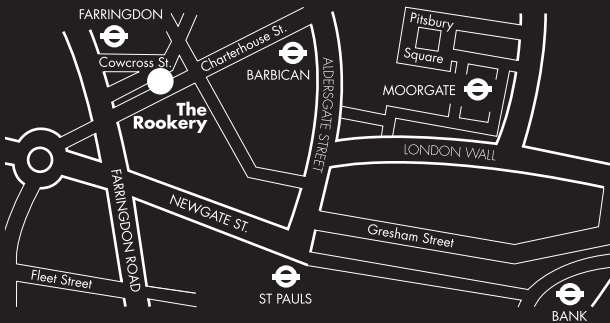 FARRINGDON
Pitsbury
Square
Charterhouse St.
Cowcross St.
BARBICAN
MOORGATE
The
Rookery
ALDERSGATE STREET
LONDON WALL
FARRINGDON ROAD
NEWGATE ST.
Gresham Street
Fleet Street
ST PAULS
BANK